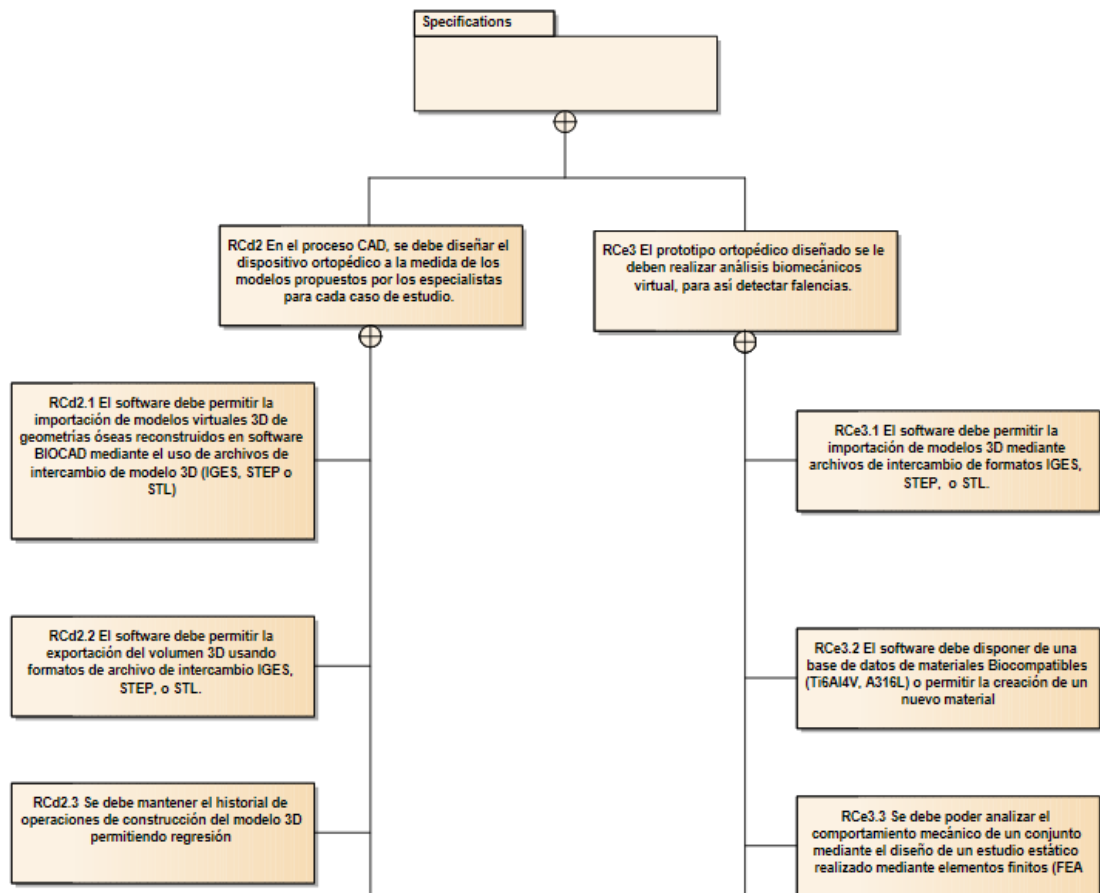 Specifications
RCd2 En el proceso CAD, se debe diseñar el
dispositivo ortopédico a la medida de los
modelos propuestos por los especialistas
para cada caso de estudio.
RCe3 El prototipo ortopédico diseñado se le
deben realizar análisis biomecánicos
virtual, para así detectar falencias.
RCd2.1 El software debe permitir la
importación de modelos virtuales 3D de
geometrías óseas reconstruidos en software
BIOCAD mediante el uso de archivos de
intercambio de modelo 3D (IGES, STEP o
STL)
RCe3.1 El software debe permitir la
importación de modelos 3D mediante
archivos de intercambio de formatos IGES,
STEP, o STL.
RCd2.2 El software debe permitir la
exportación del volumen 3D usando
formatos de archivo de intercambio IGES,
STEP, o STL.
RCe3.2 El software debe disponer de una
base de datos de materiales Biocompatibles
(Ti6Al4V, A316L) o permitir la creación de un
nuevo material
RCd2.3 Se debe mantener el historial de
operaciones de construcción del modelo 3D
permitiendo regresión
RCe3.3 Se debe poder analizar el
comportamiento mecánico de un conjunto
mediante el diseño de un estudio estático
realizado mediante elementos finitos (FEA